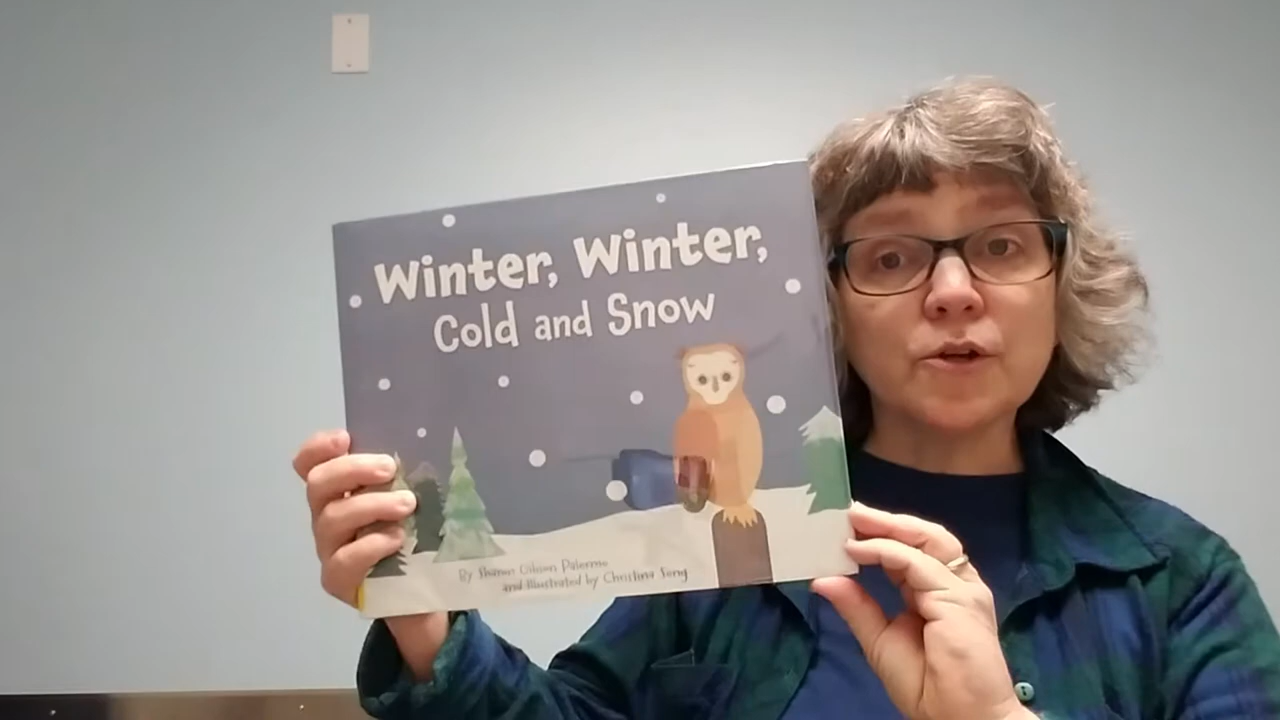 Winter, Winter,
Cold and Snow
By Sharon Gibson Palermo
and illustrated by Christina Song